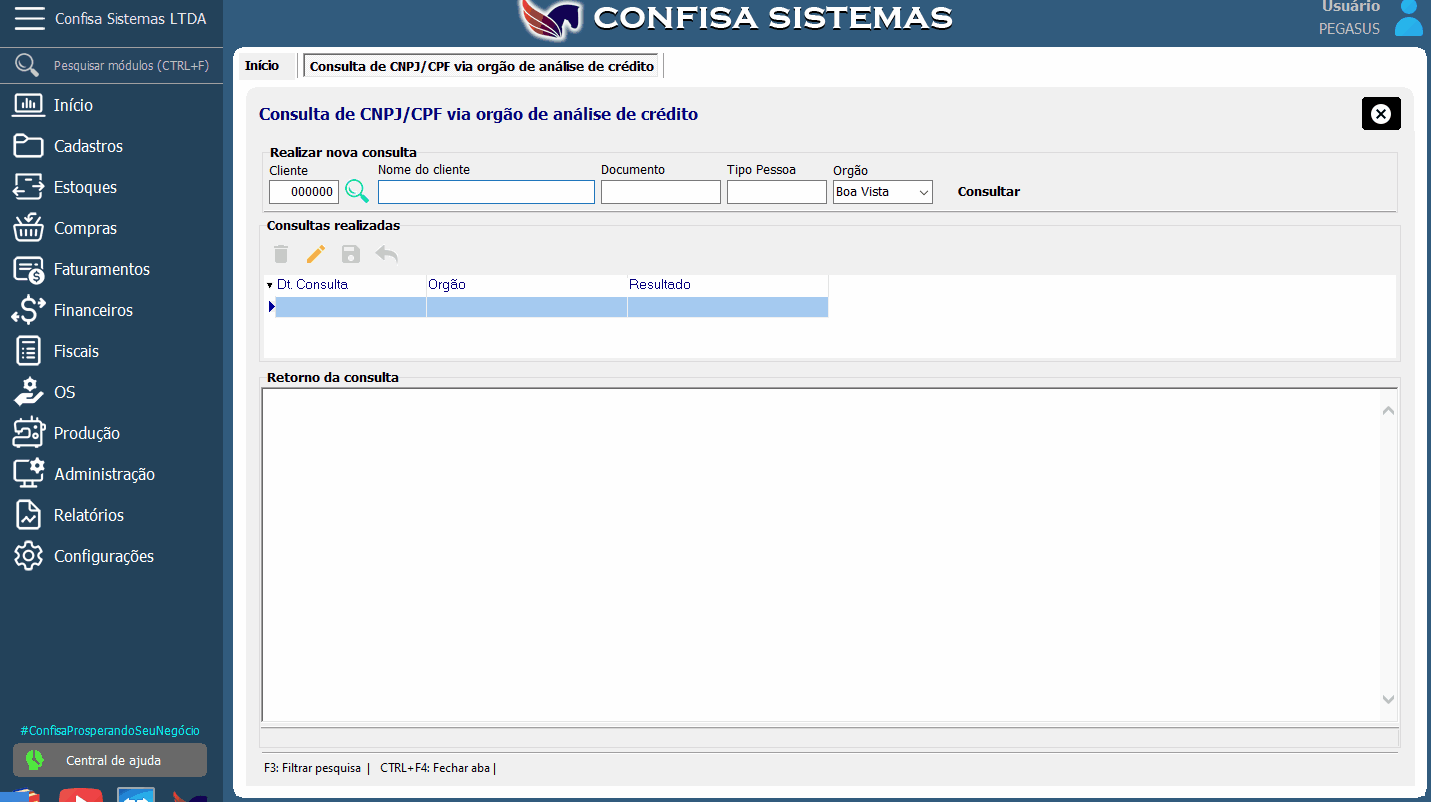 Confisa Sistemas LTDA
CONFISA SISTEMAS
Usuário
PEGASUS
Pesquisar módulos (CTRL+F)
Início
Cadastros
Estoques
Compras
Faturamentos
Financeiros
Fiscais
OS
Produção
Administração
Relatórios
Configurações
#ConfisaProsperandoSeuNegócio
Central de ajuda
Início
Consulta de CNPJ/CPF via orgão de análise de crédito
Consulta de CNPJ/CPF via orgão de análise de crédito
Realizar nova consulta
Cliente Nome do cliente Documento Tipo Pessoa Orgão
000000 Boa Vista Consultar
Consultas realizadas
Dt. Consulta Orgão Resultado
Retorno da consulta
F3: Filtrar pesquisa | CTRL+F4: Fechar aba |